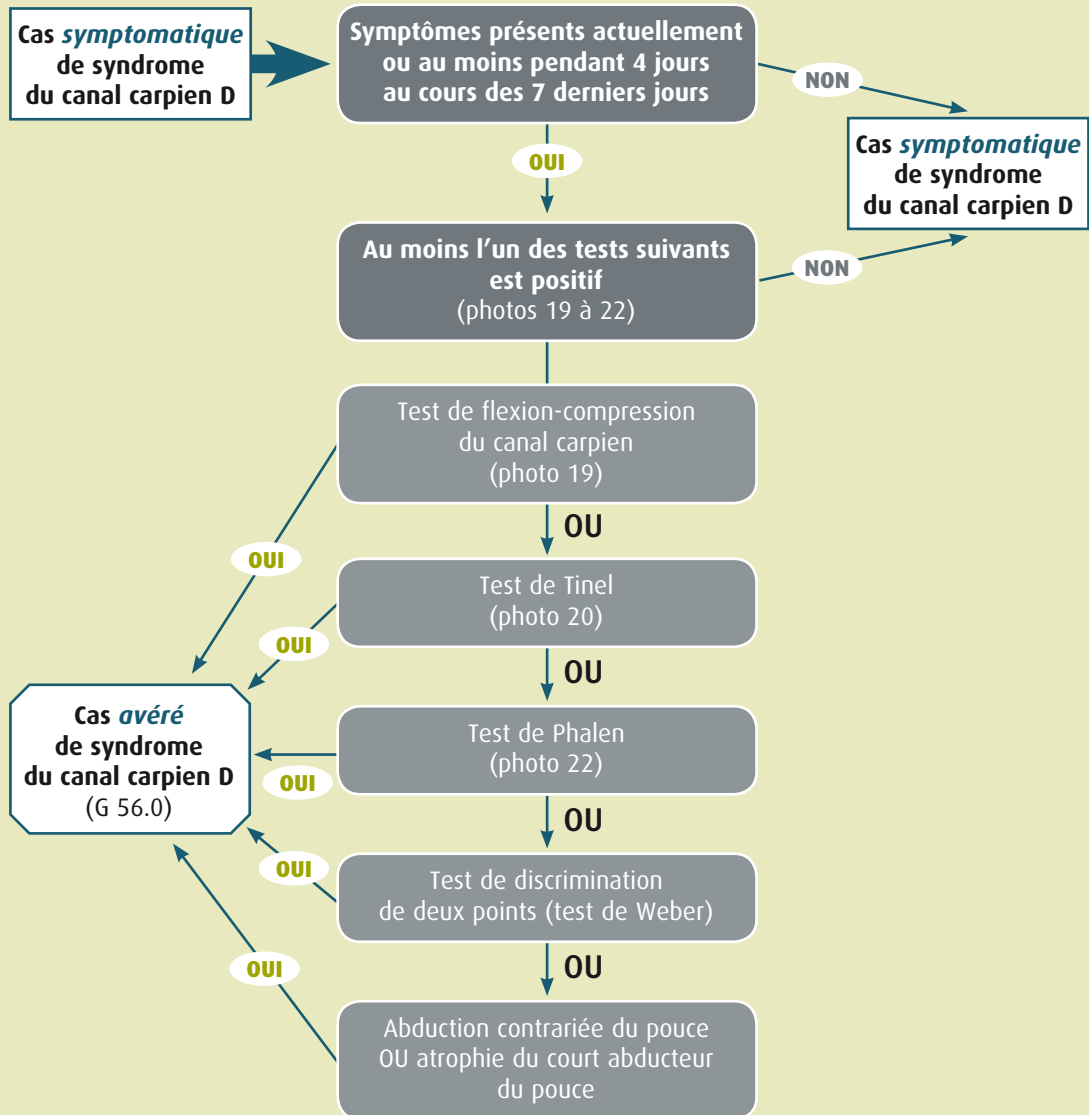 Cas symptomatique
de syndrome
du canal carpien D
Symptômes présents actuellement
ou au moins pendant 4 jours
au cours des 7 derniers jours
NON
Cas symptomatique
de syndrome
du canal carpien D
OUI
Au moins l’un des tests suivants
est positif
(photos 19 à 22)
NON
Test de flexion-compression
du canal carpien
(photo 19)
OU
OUI
Test de Tinel
(photo 20)
OUI
OU
Cas avéré
de syndrome
du canal carpien D
(G 56.0)
Test de Phalen
(photo 22)
OUI
OU
Test de discrimination
de deux points (test de Weber)
OUI
OU
OUI
Abduction contrariée du pouce
OU atrophie du court abducteur
du pouce